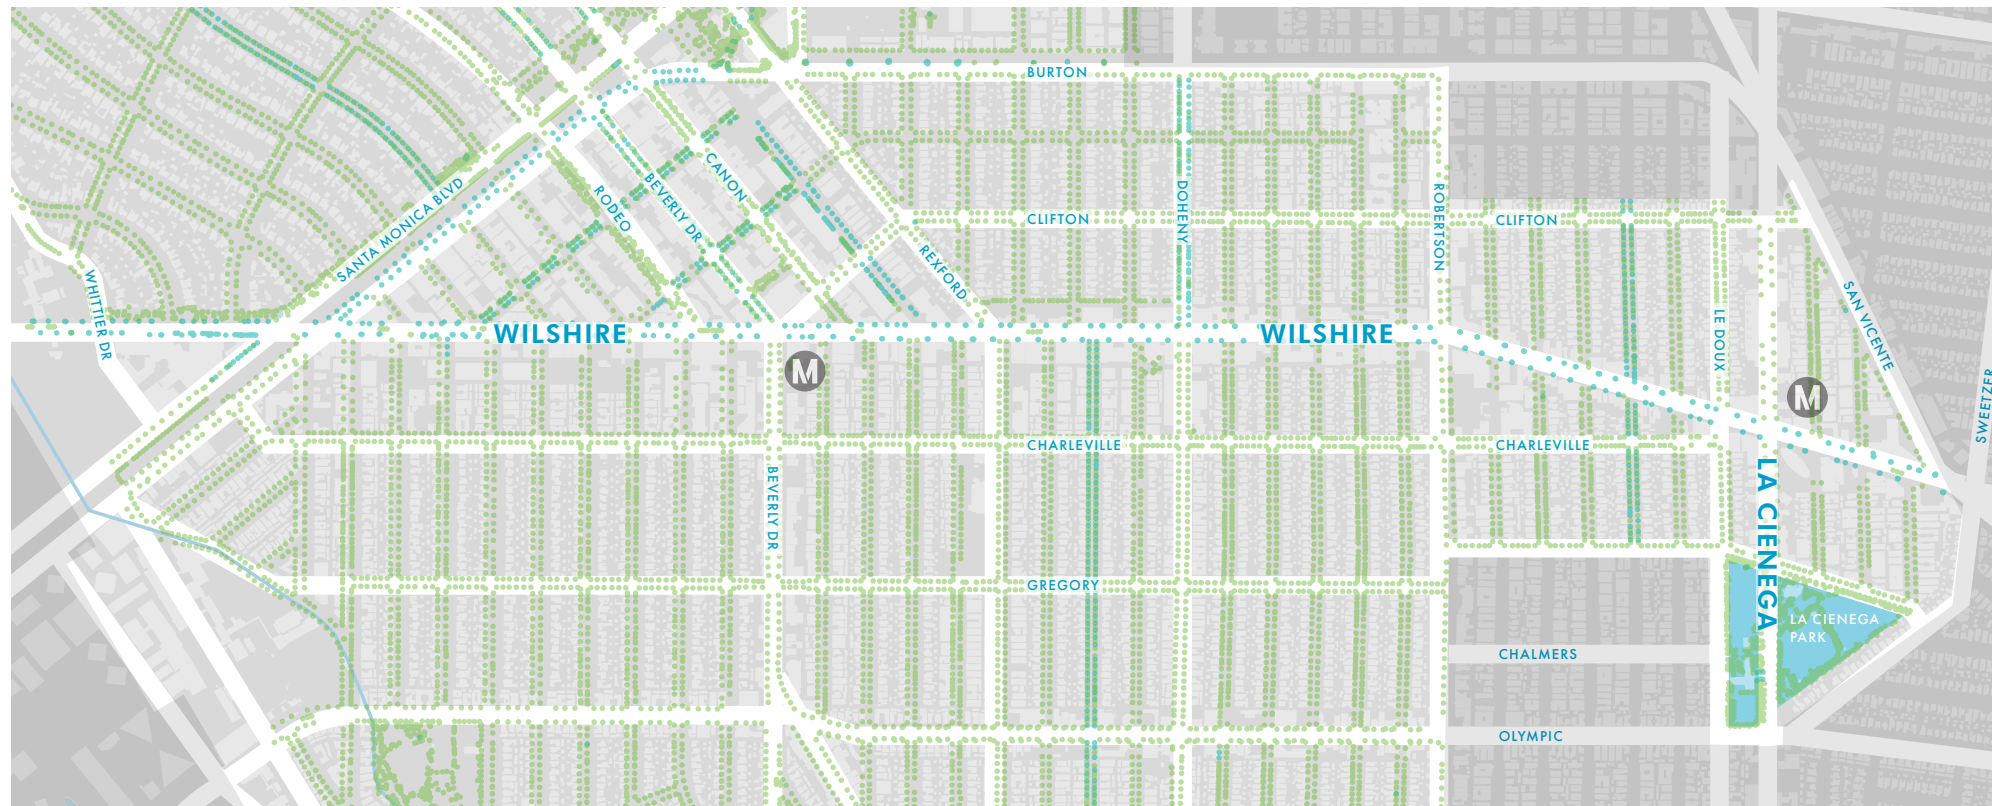 BURTON
SANTA MONICA BLVD
RODEO
BEVERLY DR
CANON
DOHENY
ROBERTSON
CLIFTON
CLIFTON
REXFORD
WHITTIER DR
WILSHIRE
WILSHIRE
LE DOUX
SAN VICENTE
M
M
SWEETZER
CHARLEVILLE
CHARLEVILLE
BEVERLY DR
LA CIENEGA
GREGORY
LA CIENEGA
PARK
CHALMERS
OLYMPIC